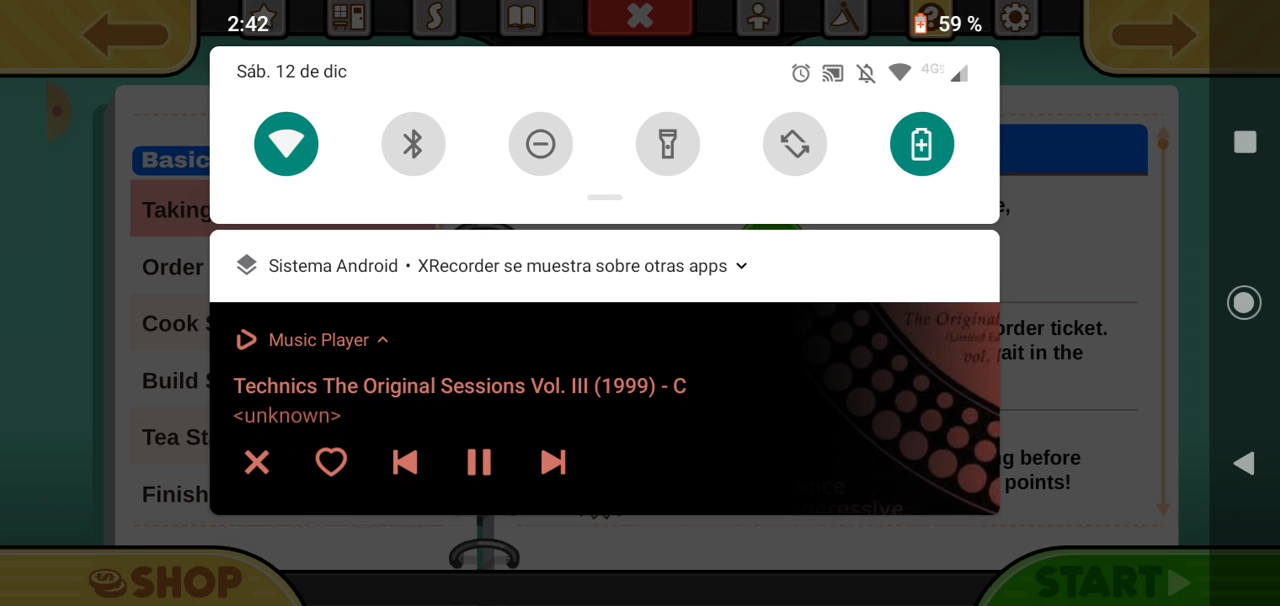 2:42
59 %
Sáb. 12 de dic
4G
Basic
Taking
Order
Cook S
Build S
Tea St
Finish
Sistema Android • XRecorder se muestra sobre otras apps
Music Player
Technics The Original Sessions Vol. III (1999) - C
<unknown>
The Original
vol. I
order ticket.
ait in the
g before
points!
SHOP
START